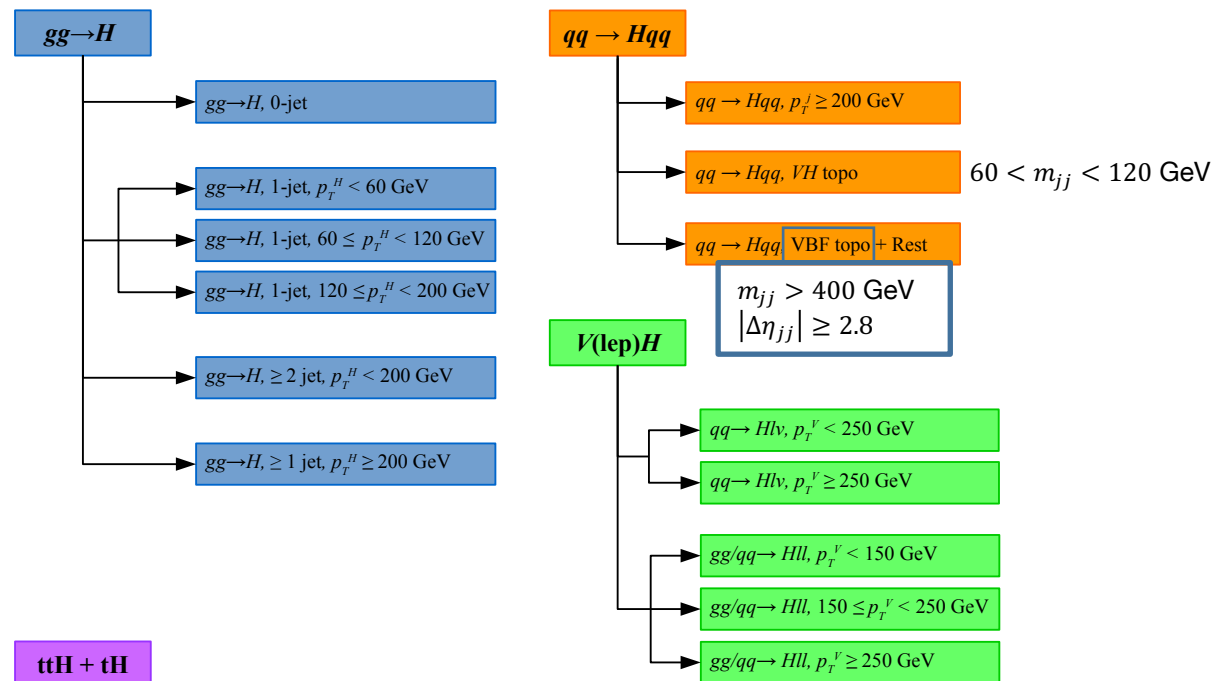 gg→H
gg→H, 0-jet
gg→H, 1-jet, p_T^H < 60 GeV
gg→H, 1-jet, 60 ≤ p_T^H < 120 GeV
gg→H, 1-jet, 120 ≤p_T^H < 200 GeV
gg→H, ≥ 2 jet, p_T^H < 200 GeV
gg→H, ≥ 1 jet, p_T^H ≥ 200 GeV
ttH + tH
qq → Hqq
qq → Hqq, p_T^j ≥ 200 GeV
qq → Hqq, VH topo
60 < m_jj < 120 GeV
qq → Hqq VBF topo + Rest
m_jj > 400 GeV
|Δη_jj| ≥ 2.8
V(lep)H
qq→ Hlν, p_T^V < 250 GeV
qq→ Hlν, p_T^V ≥ 250 GeV
gg/qq→ Hll, p_T^V < 150 GeV
gg/qq→ Hll, 150 ≤ p_T^V < 250 GeV
gg/qq→ Hll, p_T^V ≥ 250 GeV